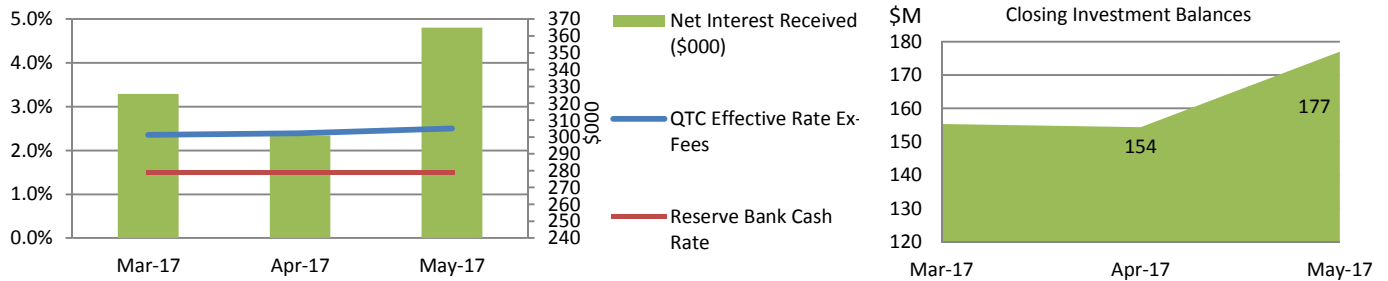 5.0%
4.0%
3.0%
2.0%
1.0%
0.0%
Mar-17
Apr-17
May-17
370
360
350
340
330
320
310
300
290
280
270
260
250
240
$000
Net Interest Received
($000)
QTC Effective Rate Ex-
Fees
Reserve Bank Cash
Rate
$M
Closing Investment Balances
180
170
160
150
140
130
120
154
177
Mar-17
Apr-17
May-17